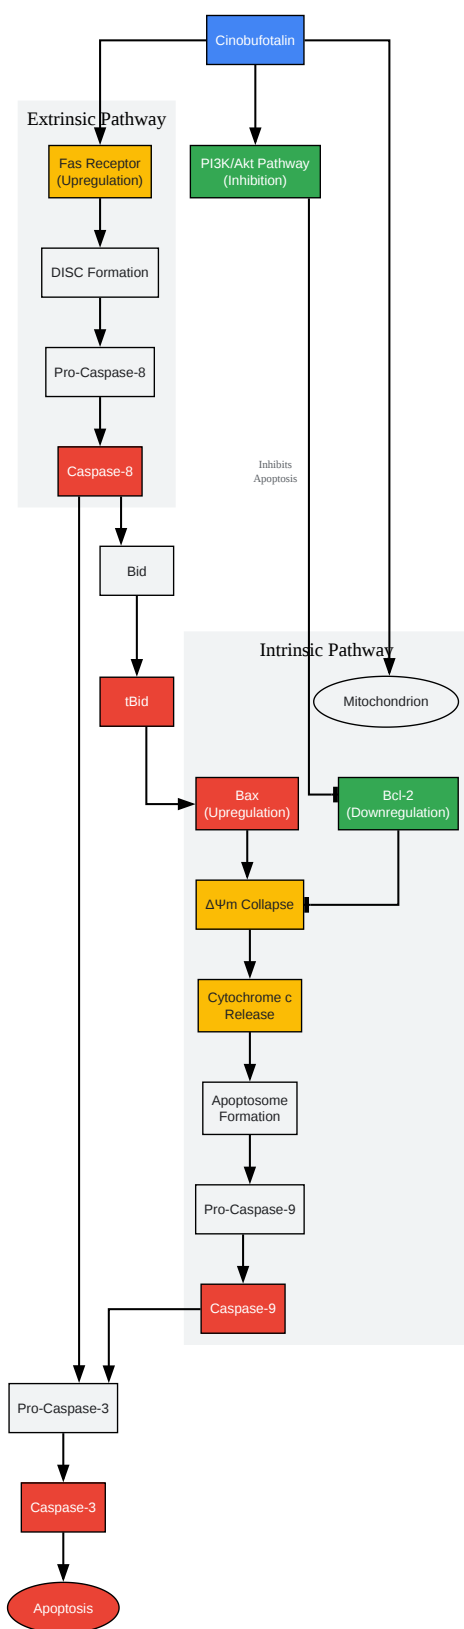 Cinobufotalin
Extrinsic Pathway
Fas Receptor
(Upregulation)
PI3K/Akt Pathway
(Inhibition)
DISC Formation
Pro-Caspase-8
Caspase-8
Inhibits
Apoptosis
Bid
Intrinsic Pathway
tBid
Mitochondrion
Bax
(Upregulation)
Bcl-2
(Downregulation)
ΔΨm Collapse
Cytochrome c
Release
Apoptosome
Formation
Pro-Caspase-9
Caspase-9
Pro-Caspase-3
Caspase-3
Apoptosis